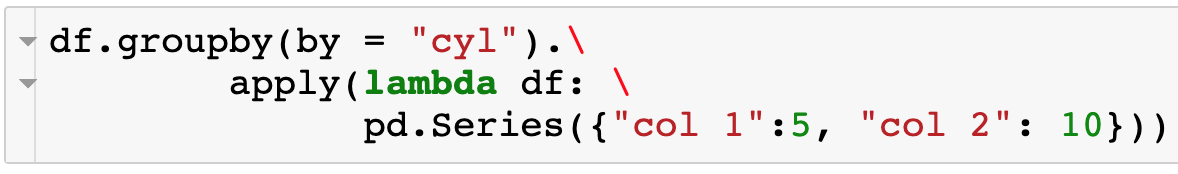 df.groupby(by = "cyl").\
apply(lambda df: \
pd.Series({"col 1":5, "col 2": 10}))